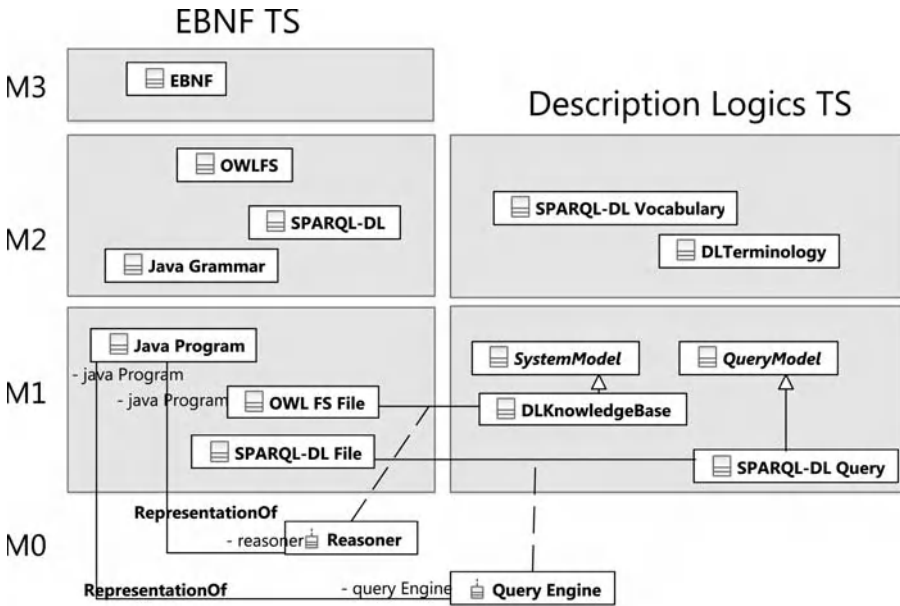 EBNF TS
M3
EBNF
Description Logics TS
M2
OWLFS
SPARQL-DL
Java Grammar
SPARQL-DL Vocabulary
DLTerminology
M1
Java Program
- java Program
- java Program
OWL FS File
SPARQL-DL File
SystemModel
QueryModel
DLKnowledgeBase
SPARQL-DL Query
M0
RepresentationOf
- reasoner
Reasoner
RepresentationOf
- query Engine
Query Engine